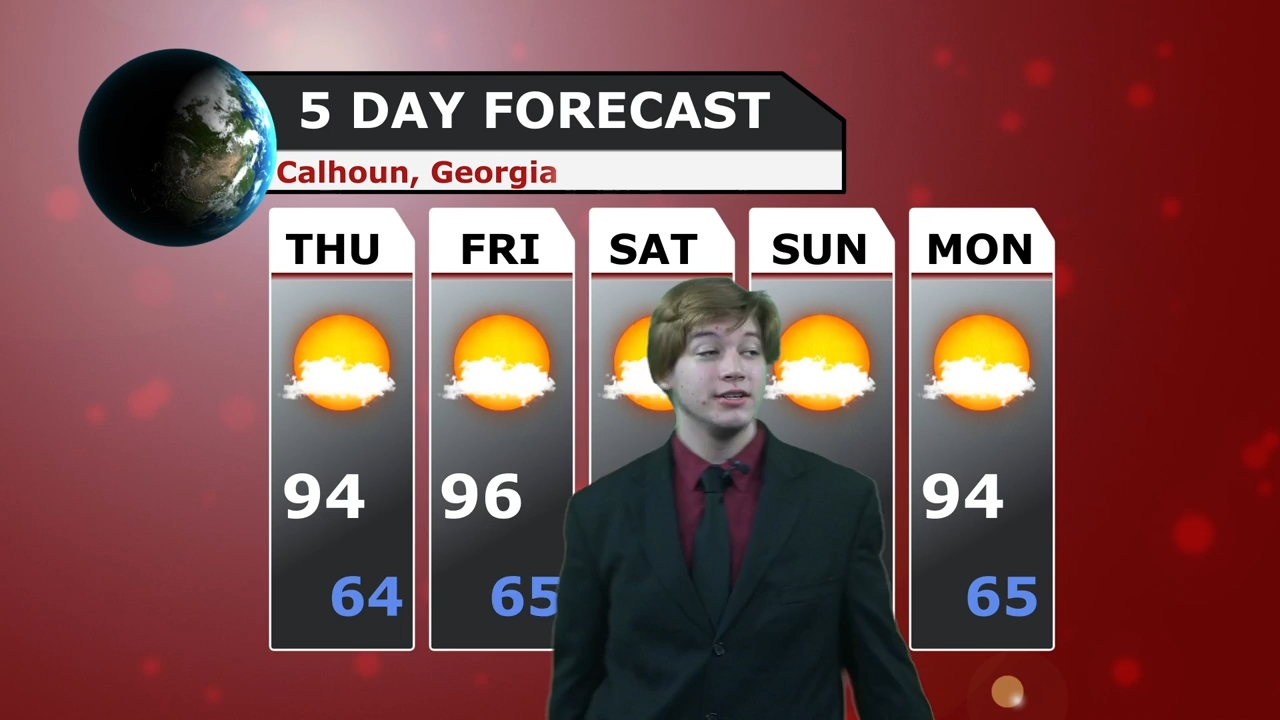 5 DAY FORECAST
Calhoun, Georgia
THU FRI SAT SUN MON
94 96 94
64 65 65